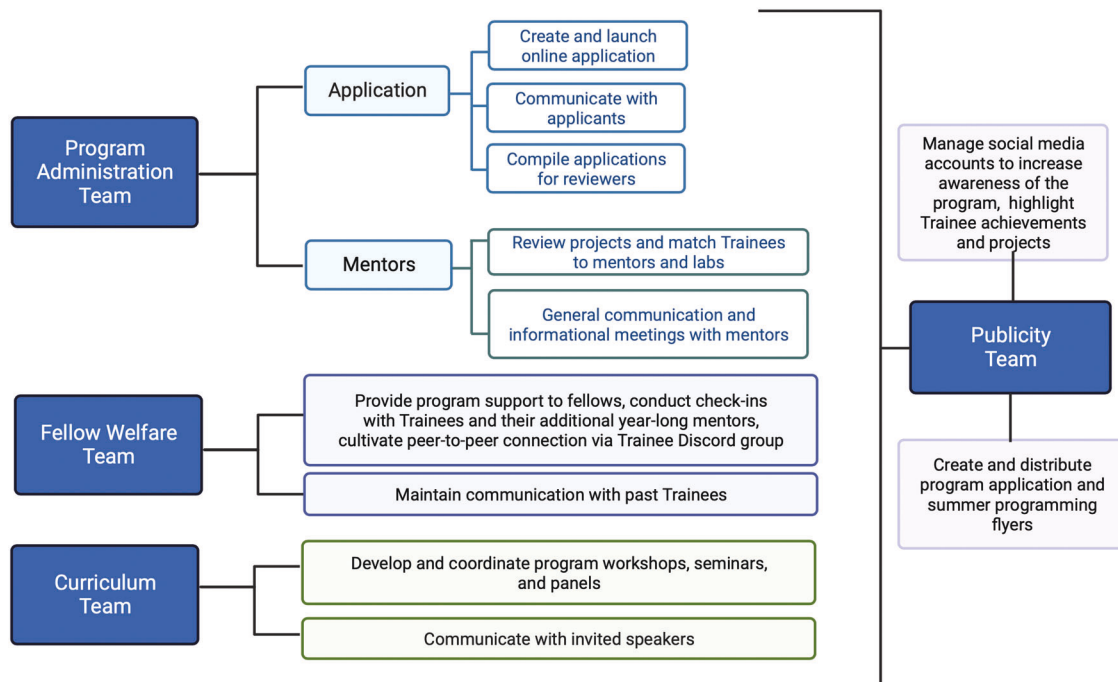 Program
Administration
Team
Application
Create and launch
online application
Communicate with
applicants
Compile applications
for reviewers
Mentors
Review projects and match Trainees
to mentors and labs
General communication and
informational meetings with mentors
Fellow Welfare
Team
Provide program support to fellows, conduct check-ins
with Trainees and their additional year-long mentors,
cultivate peer-to-peer connection via Trainee Discord group
Maintain communication with past Trainees
Curriculum
Team
Develop and coordinate program workshops, seminars,
and panels
Communicate with invited speakers
Manage social media
accounts to increase
awareness of the
program, highlight
Trainee achievements
and projects
Publicity
Team
Create and distribute
program application and
summer programming
flyers